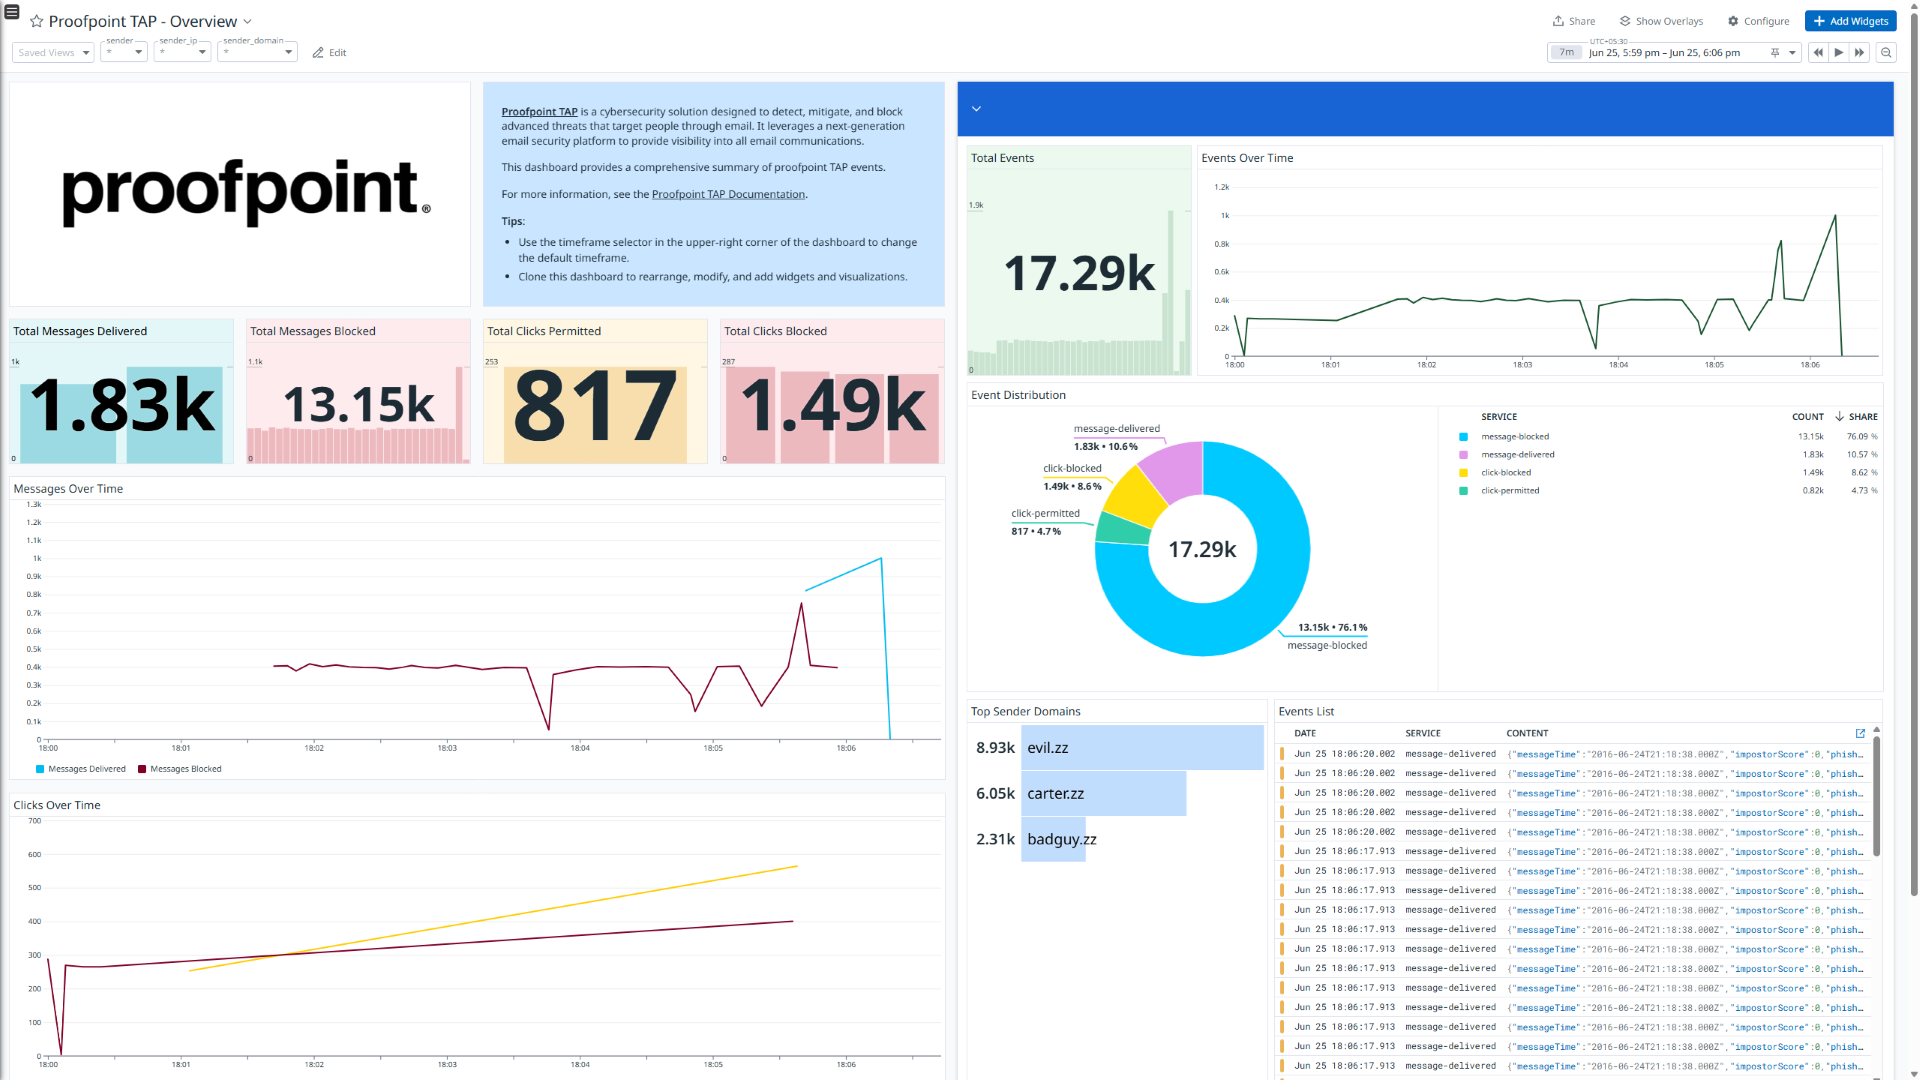 Proofpoint TAP - Overview
Share
Show Overlays
Configure
Add Widgets
Saved Views
sender
*
sender_ip
*
sender_domain
*
Edit
UTC+05:30
7m
Jun 25, 5:59 pm – Jun 25, 6:06 pm
proofpoint®
Proofpoint TAP is a cybersecurity solution designed to detect, mitigate, and block
advanced threats that target people through email. It leverages a next-generation
email security platform to provide visibility into all email communications.
This dashboard provides a comprehensive summary of proofpoint TAP events.
For more information, see the Proofpoint TAP Documentation.
Tips:
• Use the timeframe selector in the upper-right corner of the dashboard to change
the default timeframe.
• Clone this dashboard to rearrange, modify, and add widgets and visualizations.
Total Messages Delivered
1k
1.83k
0
Total Messages Blocked
1.1k
13.15k
0
Total Clicks Permitted
253
817
Total Clicks Blocked
287
1.49k
0
Messages Over Time
1.3k
1.2k
1.1k
1k
0.9k
0.8k
0.7k
0.6k
0.5k
0.4k
0.3k
0.2k
0.1k
0
18:00 18:01 18:02 18:03 18:04 18:05 18:06
Messages Delivered Messages Blocked
Clicks Over Time
700
600
500
400
300
200
100
0
18:00 18:01 18:02 18:03 18:04 18:05 18:06
Total Events
1.9k
17.29k
0
Events Over Time
1.2k
1k
0.8k
0.6k
0.4k
0.2k
0
18:00 18:01 18:02 18:03 18:04 18:05 18:06
Event Distribution
message-delivered
1.83k • 10.6%
click-blocked
1.49k • 8.6%
click-permitted
817 • 4.7%
17.29k
13.15k • 76.1%
message-blocked
SERVICE COUNT SHARE
message-blocked 13.15k 76.09 %
message-delivered 1.83k 10.57 %
click-blocked 1.49k 8.62 %
click-permitted 0.82k 4.73 %
Top Sender Domains
8.93k evil.zz
6.05k carter.zz
2.31k badguy.zz
Events List
DATE SERVICE CONTENT
Jun 25 18:06:20.002 message-delivered {"messageTime":"2016-06-24T21:18:38.000Z","impostorScore":0,"phish…
Jun 25 18:06:20.002 message-delivered {"messageTime":"2016-06-24T21:18:38.000Z","impostorScore":0,"phish…
Jun 25 18:06:20.002 message-delivered {"messageTime":"2016-06-24T21:18:38.000Z","impostorScore":0,"phish…
Jun 25 18:06:20.002 message-delivered {"messageTime":"2016-06-24T21:18:38.000Z","impostorScore":0,"phish…
Jun 25 18:06:20.002 message-delivered {"messageTime":"2016-06-24T21:18:38.000Z","impostorScore":0,"phish…
Jun 25 18:06:17.913 message-delivered {"messageTime":"2016-06-24T21:18:38.000Z","impostorScore":0,"phish…
Jun 25 18:06:17.913 message-delivered {"messageTime":"2016-06-24T21:18:38.000Z","impostorScore":0,"phish…
Jun 25 18:06:17.913 message-delivered {"messageTime":"2016-06-24T21:18:38.000Z","impostorScore":0,"phish…
Jun 25 18:06:17.913 message-delivered {"messageTime":"2016-06-24T21:18:38.000Z","impostorScore":0,"phish…
Jun 25 18:06:17.913 message-delivered {"messageTime":"2016-06-24T21:18:38.000Z","impostorScore":0,"phish…
Jun 25 18:06:17.913 message-delivered {"messageTime":"2016-06-24T21:18:38.000Z","impostorScore":0,"phish…
Jun 25 18:06:17.913 message-delivered {"messageTime":"2016-06-24T21:18:38.000Z","impostorScore":0,"phish…
Jun 25 18:06:17.913 message-delivered {"messageTime":"2016-06-24T21:18:38.000Z","impostorScore":0,"phish…
Jun 25 18:06:17.913 message-delivered {"messageTime":"2016-06-24T21:18:38.000Z","impostorScore":0,"phish…
Jun 25 18:06:17.913 message-delivered {"messageTime":"2016-06-24T21:18:38.000Z","impostorScore":0,"phish…
Jun 25 18:06:17.913 message-delivered {"messageTime":"2016-06-24T21:18:38.000Z","impostorScore":0,"phish…
Jun 25 18:06:17.913 message-delivered {"messageTime":"2016-06-24T21:18:38.000Z","impostorScore":0,"phish…